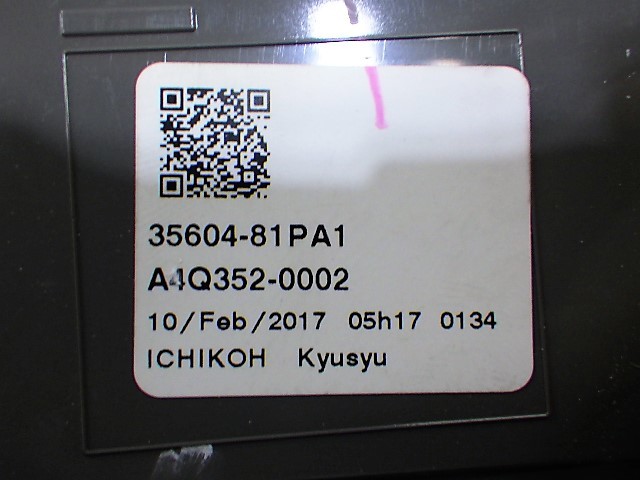 35604-81PA1
A4Q352-0002
10/Feb/2017 05h17 0134
ICHIKOH Kyusyu